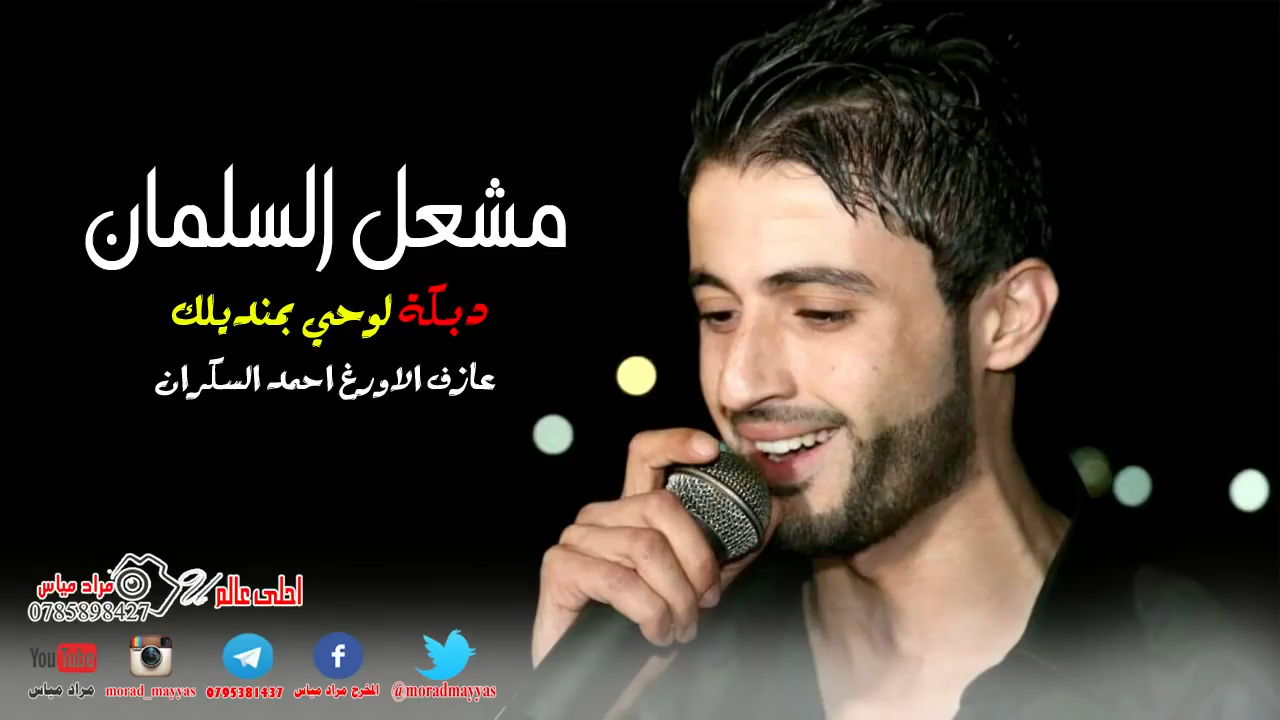 مشعل السلمان
دبكة لوحي بمنديلك
عازف الاورغ احمد السكران
مراد مياس
0785898427
احلى عالم
YouTube
مراد مياس
morad_mayyas
0795381437
المخرج مراد مياس
@moradmayyas